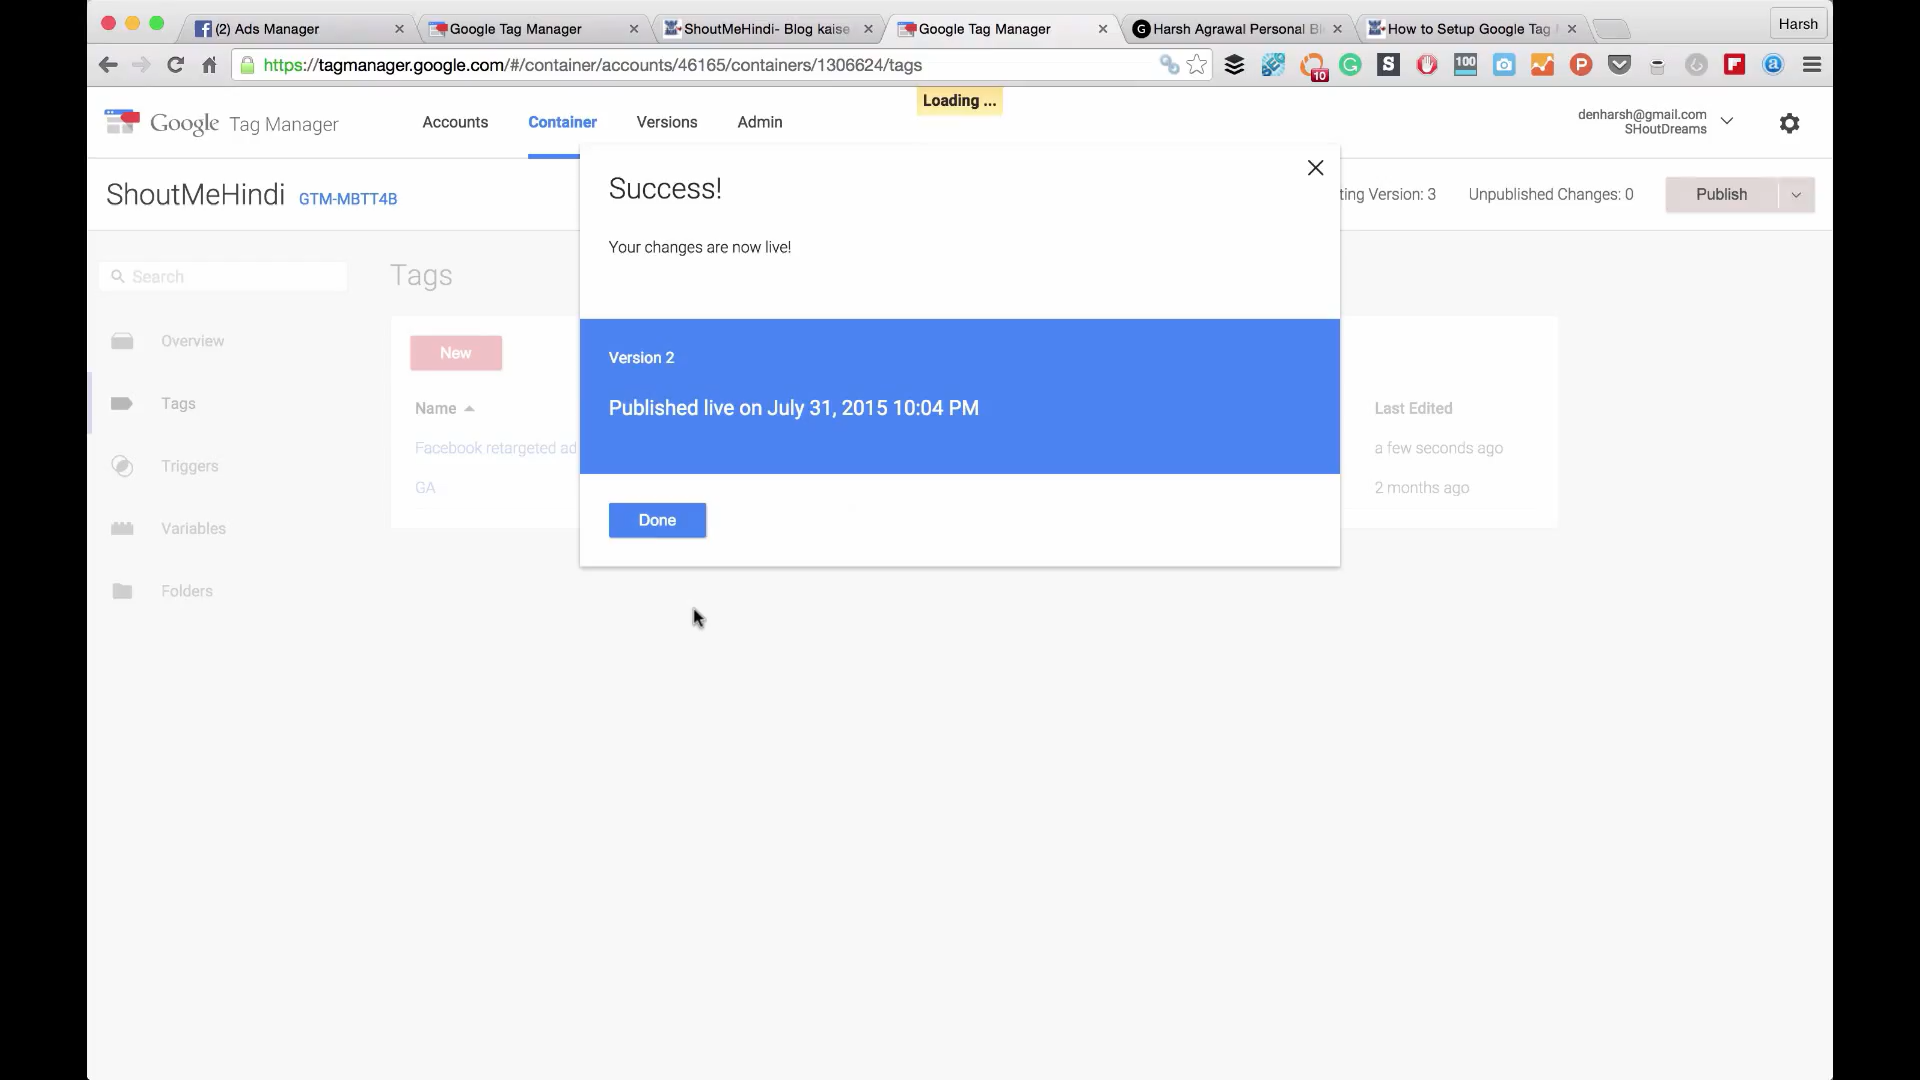 (2) Ads Manager
Google Tag Manager
ShoutMeHindi- Blog kaise
Google Tag Manager
Harsh Agrawal Personal Bl
How to Setup Google Tag
Harsh
https://tagmanager.google.com/#/container/accounts/46165/containers/1306624/tags
10
100
Loading ...
Google Tag Manager
Accounts
Container
Versions
Admin
denharsh@gmail.com
SHoutDreams
ShoutMeHindi GTM-MBTT4B
ting Version: 3
Unpublished Changes: 0
Publish
Success!
Your changes are now live!
Version 2
Published live on July 31, 2015 10:04 PM
Done
Search
Overview
Tags
Triggers
Variables
Folders
Tags
New
Name
Last Edited
Facebook retargeted ad
a few seconds ago
GA
2 months ago